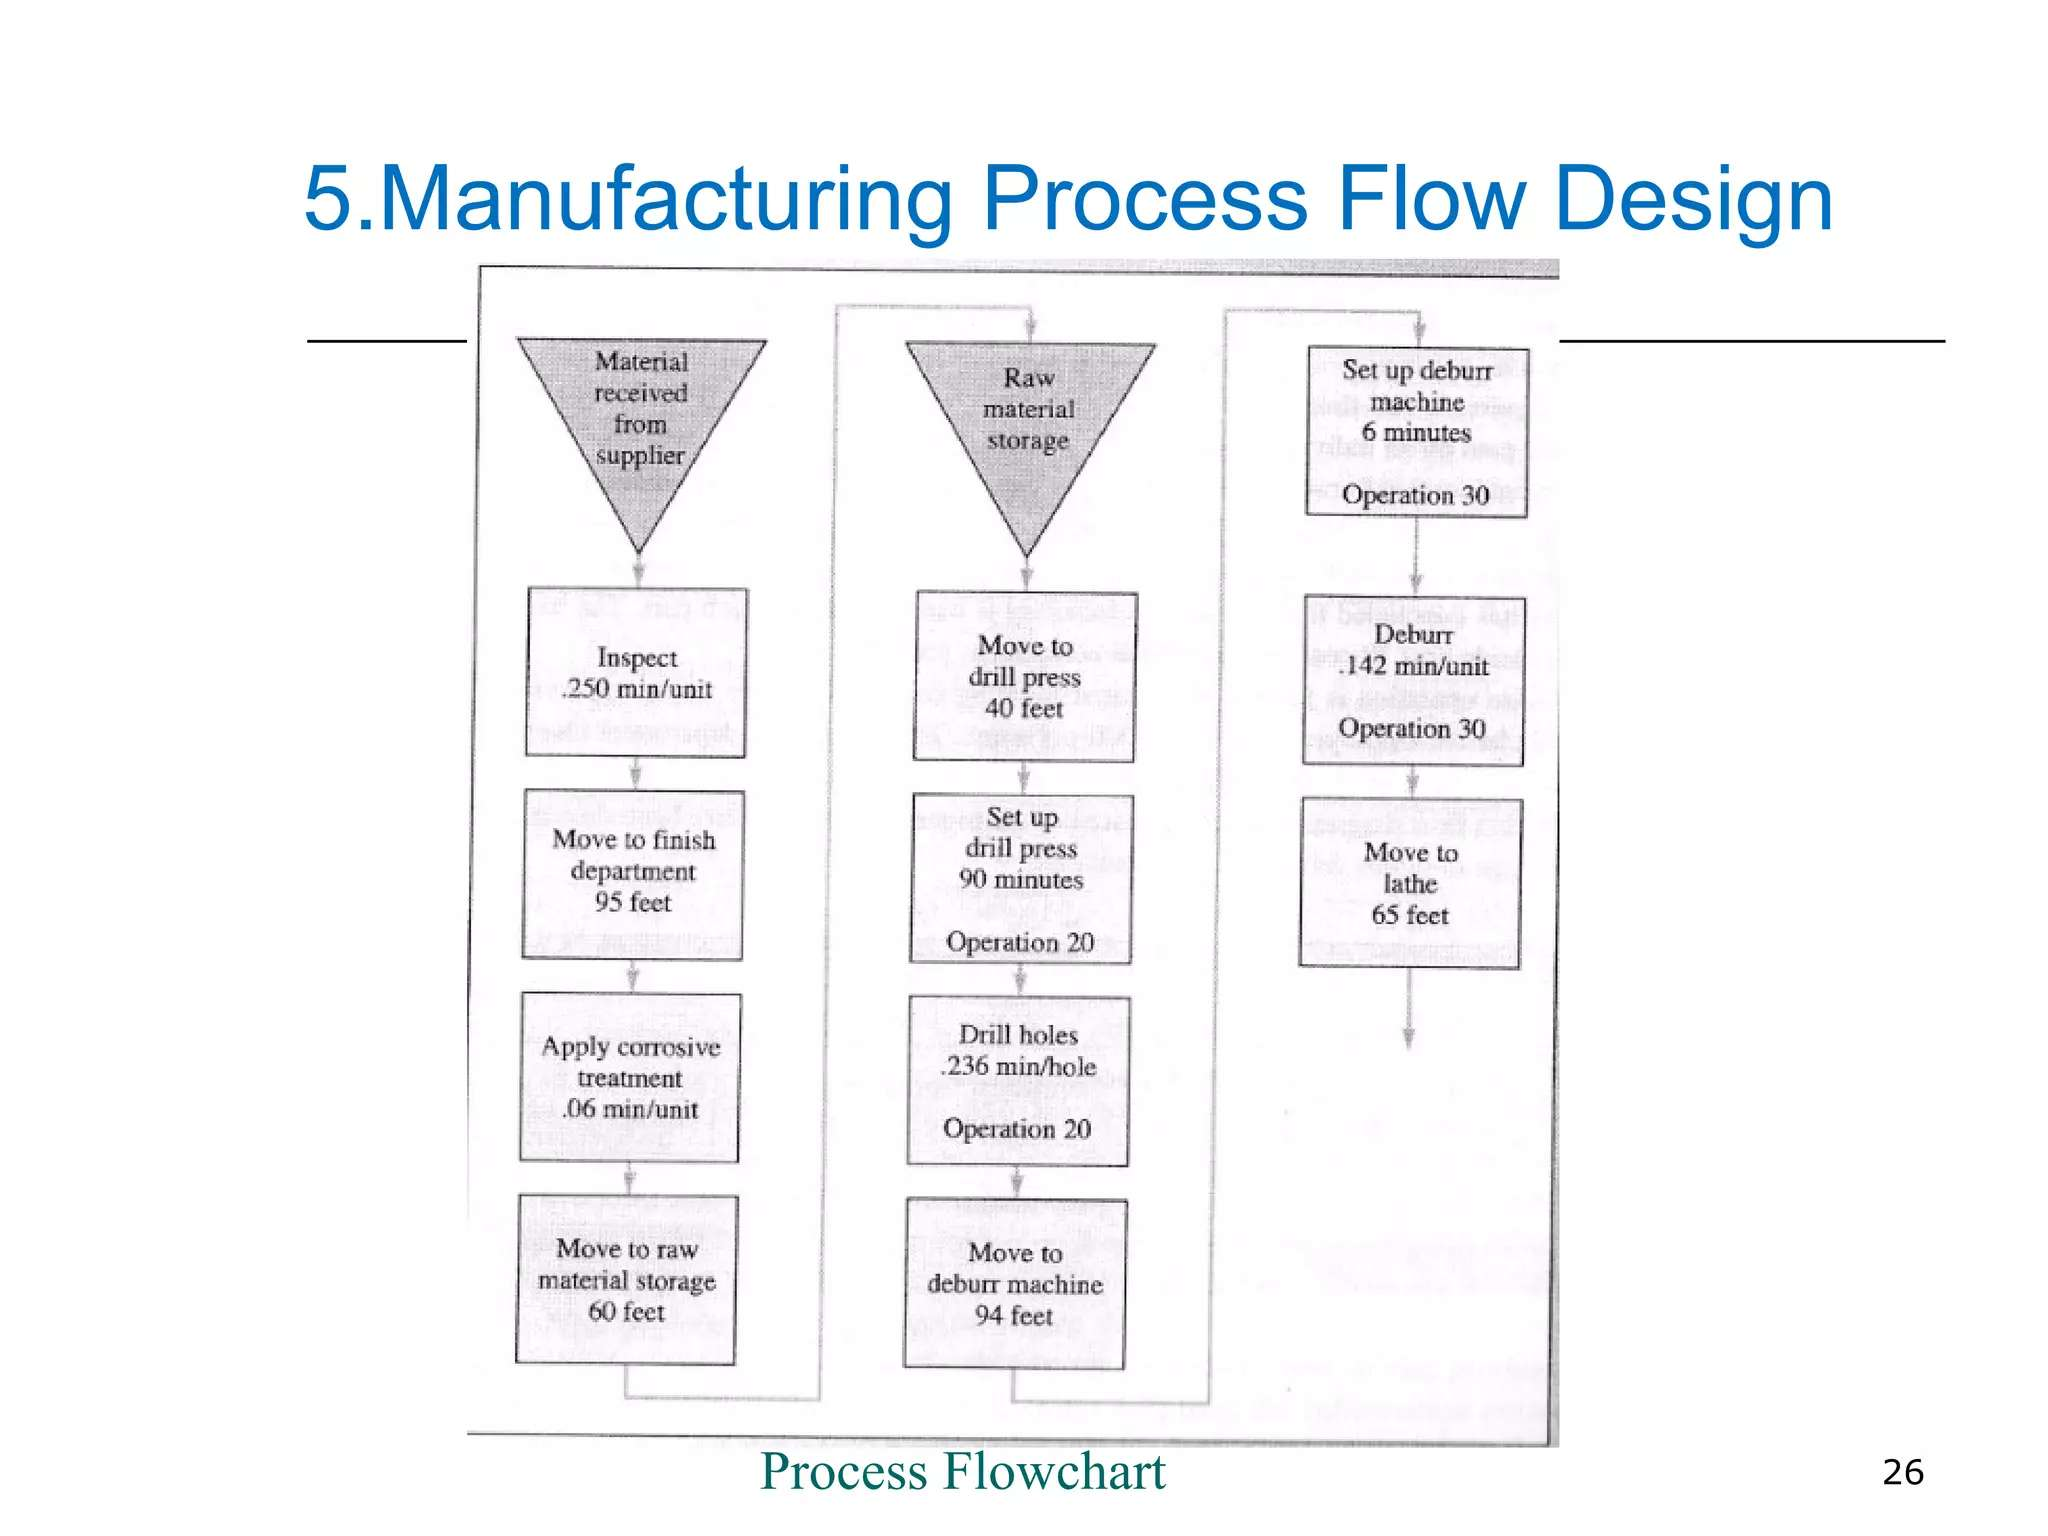 5.Manufacturing Process Flow Design
Material
received
from
supplier
Inspect
.250 min/unit
Move to finish
department
95 feet
Apply corrosive
treatment
.06 min/unit
Move to raw
material storage
60 feet
Raw
material
storage
Move to
drill press
40 feet
Set up
drill press
90 minutes
Operation 20
Drill holes
.236 min/hole
Operation 20
Move to
deburr machine
94 feet
Set up deburr
machine
6 minutes
Operation 30
Deburr
.142 min/unit
Operation 30
Move to
lathe
65 feet
Process Flowchart
26